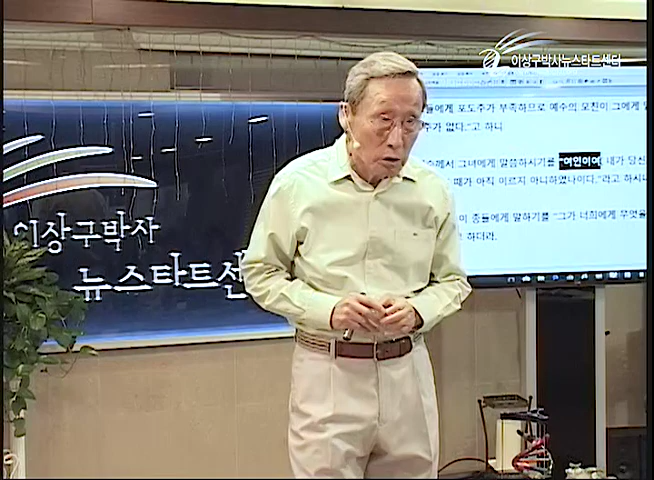 이상구박사뉴스타트센터
들에게 포도주가 부족하므로 예수의 모친이 그에게
주가 없다."고 하니
께서 그녀에게 말씀하시기를 "여인이여 내가 당신
때가 아직 이르지 아니하였나이다."라고 하시니
이 종들에게 말하기를 "그가 너희에게 무엇을
하더라.
이상구박사
뉴스타트센